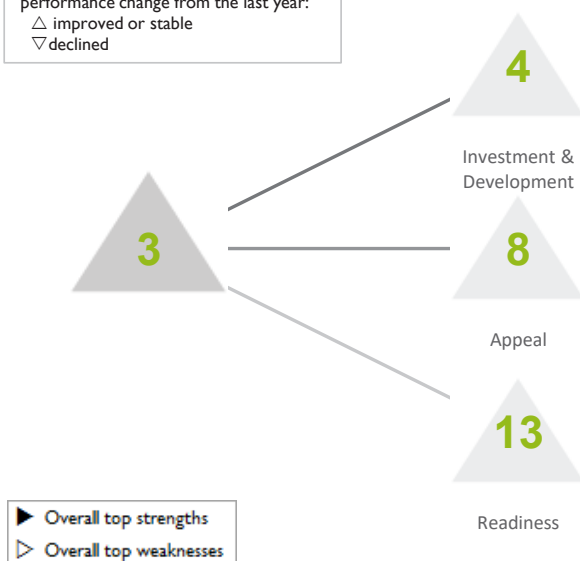 performance change from the last year:
△ improved or stable
▽ declined
4
Investment &
Development
3
8
Appeal
13
Readiness
▶ Overall top strengths
▷ Overall top weaknesses